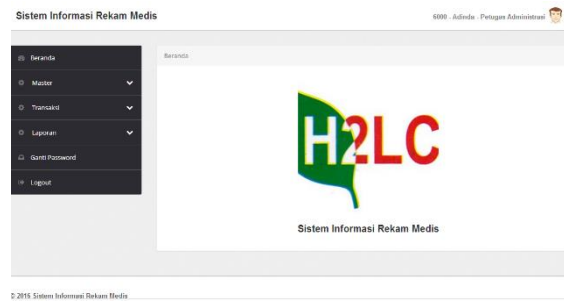 Sistem Informasi Rekam Medis
6000 - Adinda - Petugas Administrasi
Beranda
Master
Transaksi
Laporan
Ganti Password
Logout
Beranda
H2LC
Sistem Informasi Rekam Medis
© 2016 Sistem Informasi Rekam Medis